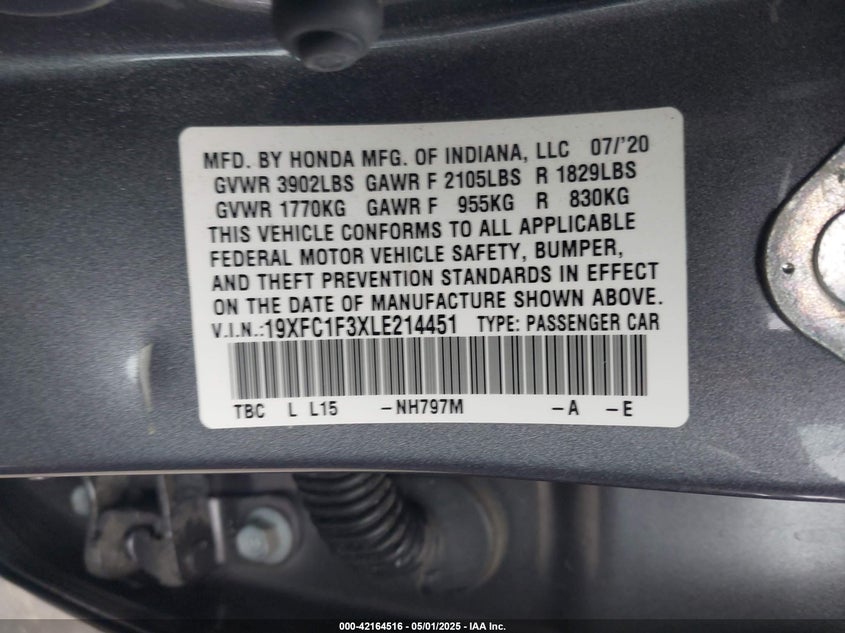 MFD. BY HONDA MFG. OF INDIANA, LLC 07/'20
GVWR 3902LBS GAWR F 2105LBS R 1829LBS
GVWR 1770KG GAWR F 955KG R 830KG
THIS VEHICLE CONFORMS TO ALL APPLICABLE
FEDERAL MOTOR VEHICLE SAFETY, BUMPER,
AND THEFT PREVENTION STANDARDS IN EFFECT
ON THE DATE OF MANUFACTURE SHOWN ABOVE.
V.I.N.:19XFC1F3XLE214451 TYPE: PASSENGER CAR
TBC L L15 -NH797M -A -E
000-42164516 - 05/01/2025 - IAA Inc.